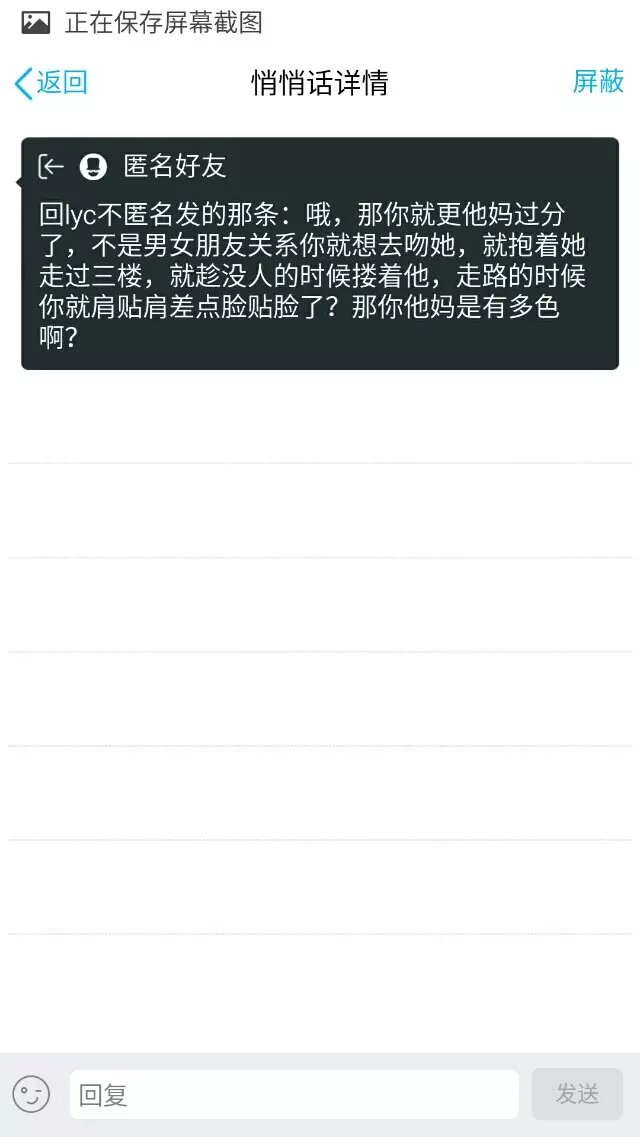 正在保存屏幕截图
返回
悄悄话详情
屏蔽
匿名好友
回lyc不匿名发的那条：哦，那你就更他妈过分
了，不是男女朋友关系你就想去吻她，就抱着她
走过三楼，就趁没人的时候搂着他，走路的时候
你就肩贴肩差点脸贴脸了？那你他妈是有多色
啊？
回复
发送